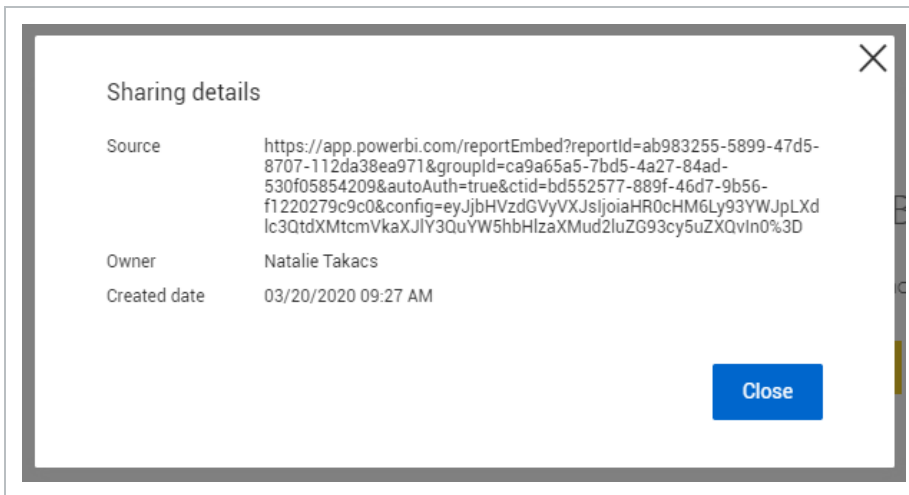 Sharing details
Source
https://app.powerbi.com/reportEmbed?reportId=ab983255-5899-47d5-
8707-112da38ea971&groupId=ca9a65a5-7bd5-4a27-84ad-
530f05854209&autoAuth=true&ctid=bd552577-889f-46d7-9b56-
f1220279c9c0&config=eyJjbHVzdGVyVXJsIjoiaHR0cHM6Ly93YWJpLXd
lc3QtdXMtcmVkaXJlY3QuYW5hbHlzaXMud2luZG93cy5uZXQvIn0%3D
Owner
Natalie Takacs
Created date
03/20/2020 09:27 AM
Close